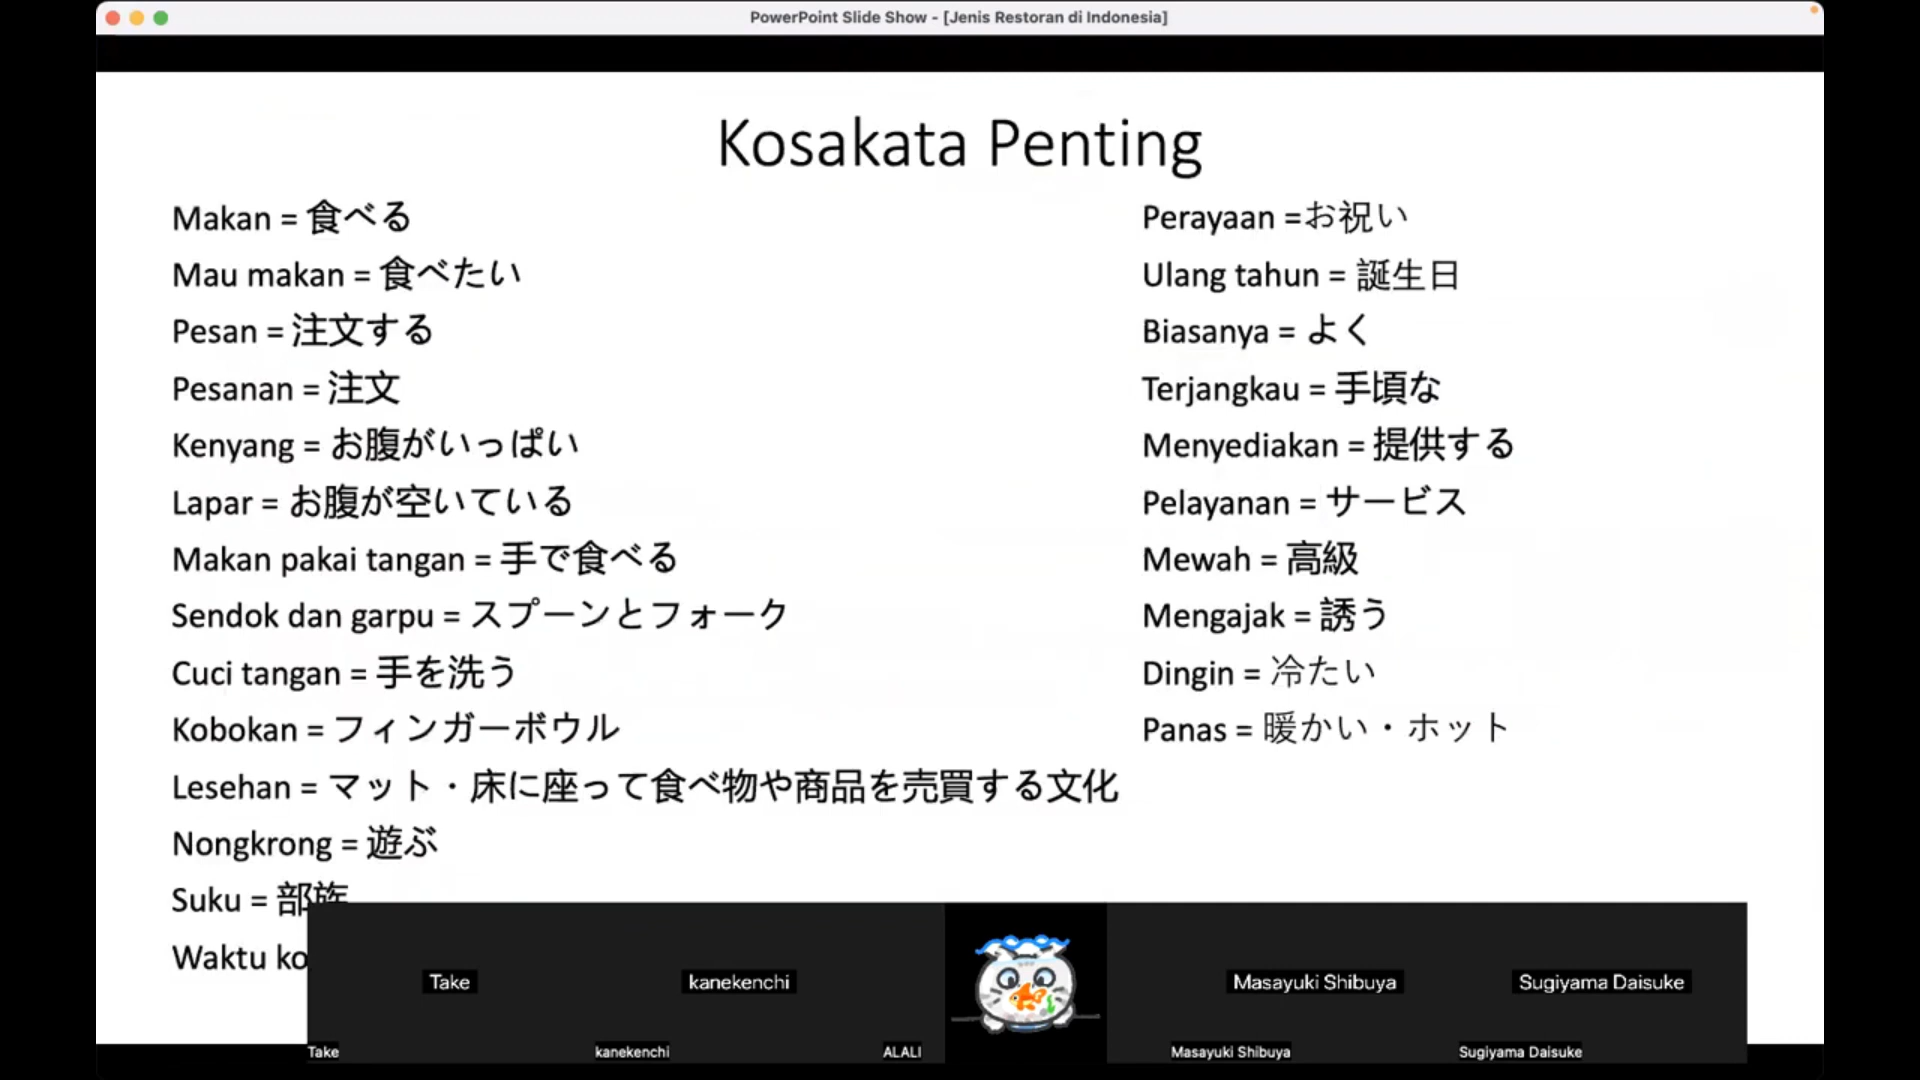 PowerPoint Slide Show - [Jenis Restoran di Indonesia]
Kosakata Penting
Makan = 食べる
Mau makan = 食べたい
Pesan = 注文する
Pesanan = 注文
Kenyang = お腹がいっぱい
Lapar = お腹が空いている
Makan pakai tangan = 手で食べる
Sendok dan garpu = スプーンとフォーク
Cuci tangan = 手を洗う
Kobokan = フィンガーボウル
Lesehan = マット・床に座って食べ物や商品を売買する文化
Nongkrong = 遊ぶ
Suku = 部族
Waktu
Perayaan =お祝い
Ulang tahun = 誕生日
Biasanya = よく
Terjangkau = 手頃な
Menyediakan = 提供する
Pelayanan = サービス
Mewah = 高級
Mengajak = 誘う
Dingin = 冷たい
Panas = 暖かい・ホット
Take
kanekenchi
Masayuki Shibuya
Sugiyama Daisuke
Take
kanekenchi
ALALI
Masayuki Shibuya
Sugiyama Daisuke